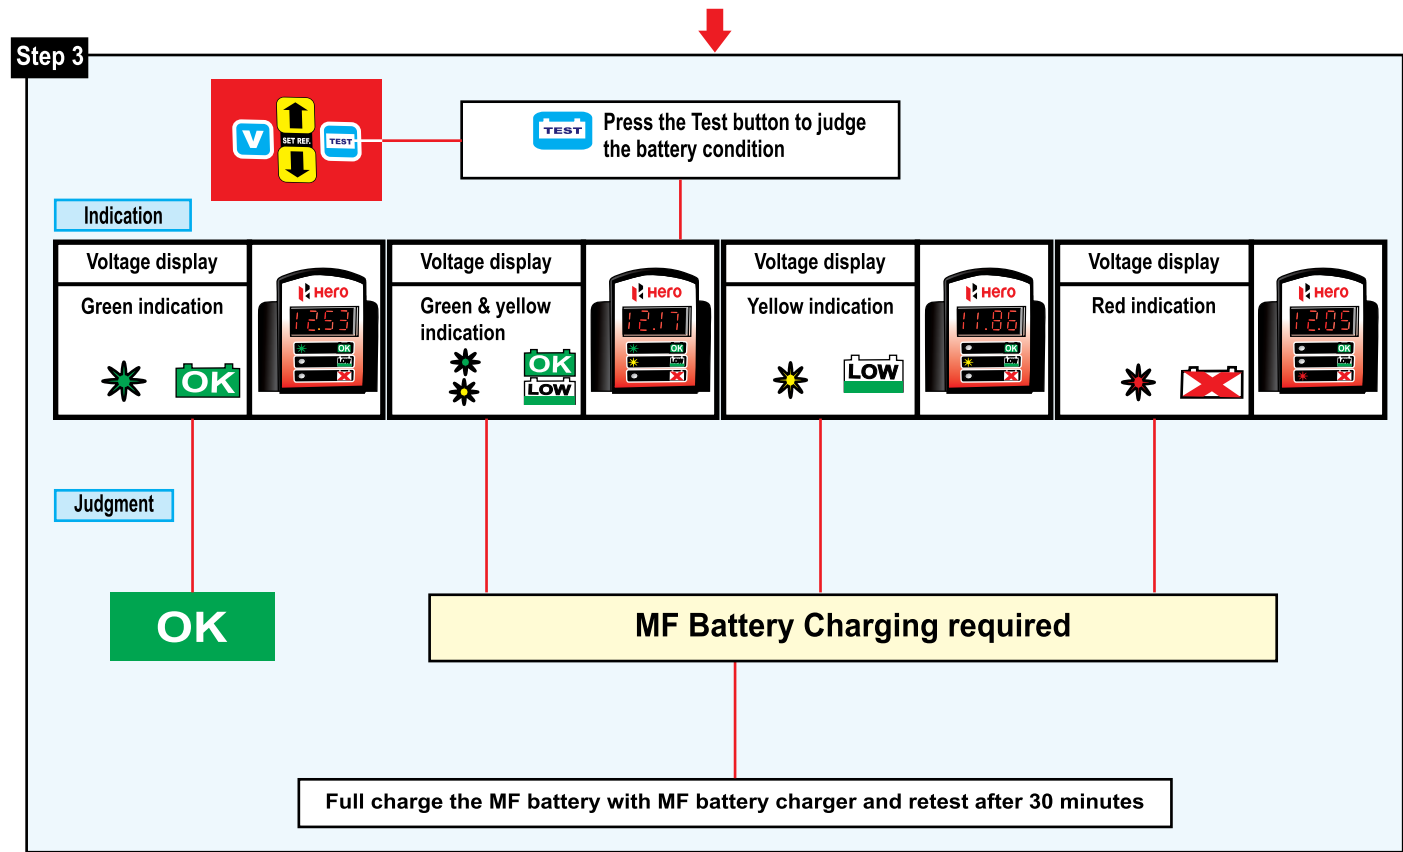 Step 3
V
SET REF.
TEST
TEST
Press the Test button to judge
the battery condition
Indication
Voltage display
Green indication
OK
Hero
12.53
OK
LOW
Voltage display
Green & yellow
indication
OK
LOW
Hero
12.17
OK
LOW
Voltage display
Yellow indication
LOW
Hero
11.86
OK
LOW
Voltage display
Red indication
Hero
12.05
OK
LOW
Judgment
OK
MF Battery Charging required
Full charge the MF battery with MF battery charger and retest after 30 minutes